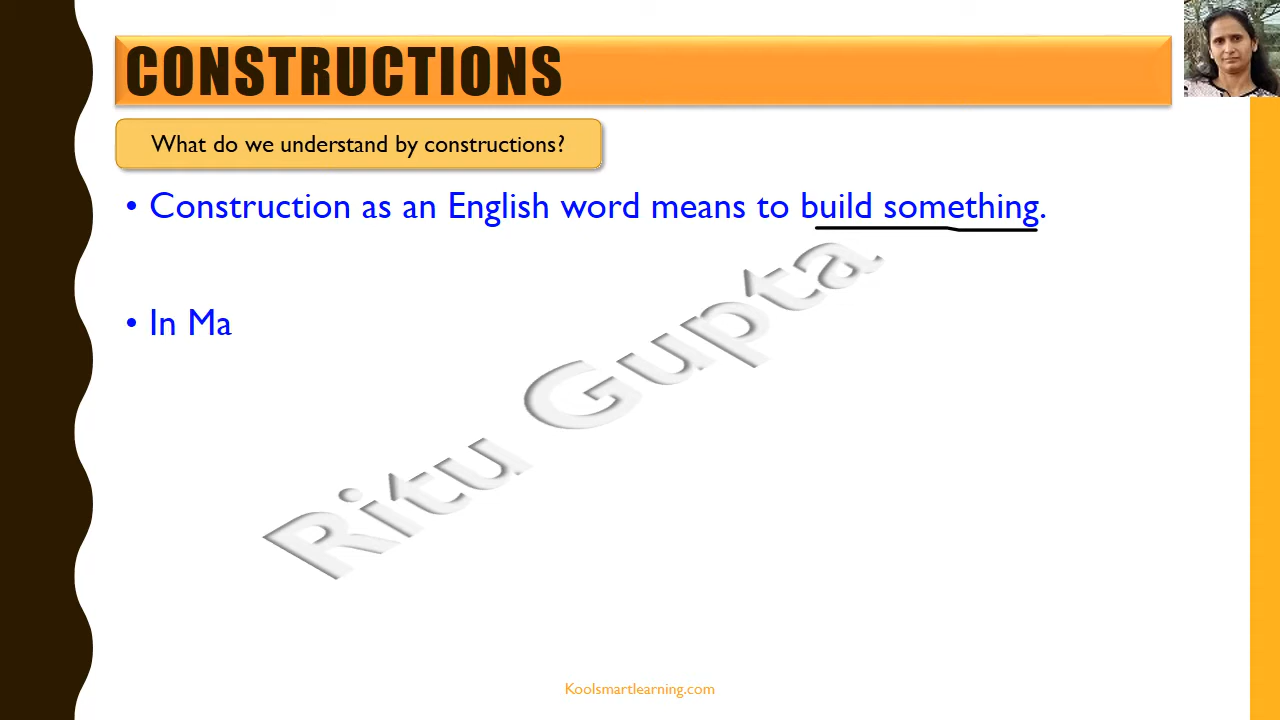 CONSTRUCTIONS
What do we understand by constructions?
• Construction as an English word means to build something.
• In Ma
Ritu Gupta
Koolsmartlearning.com